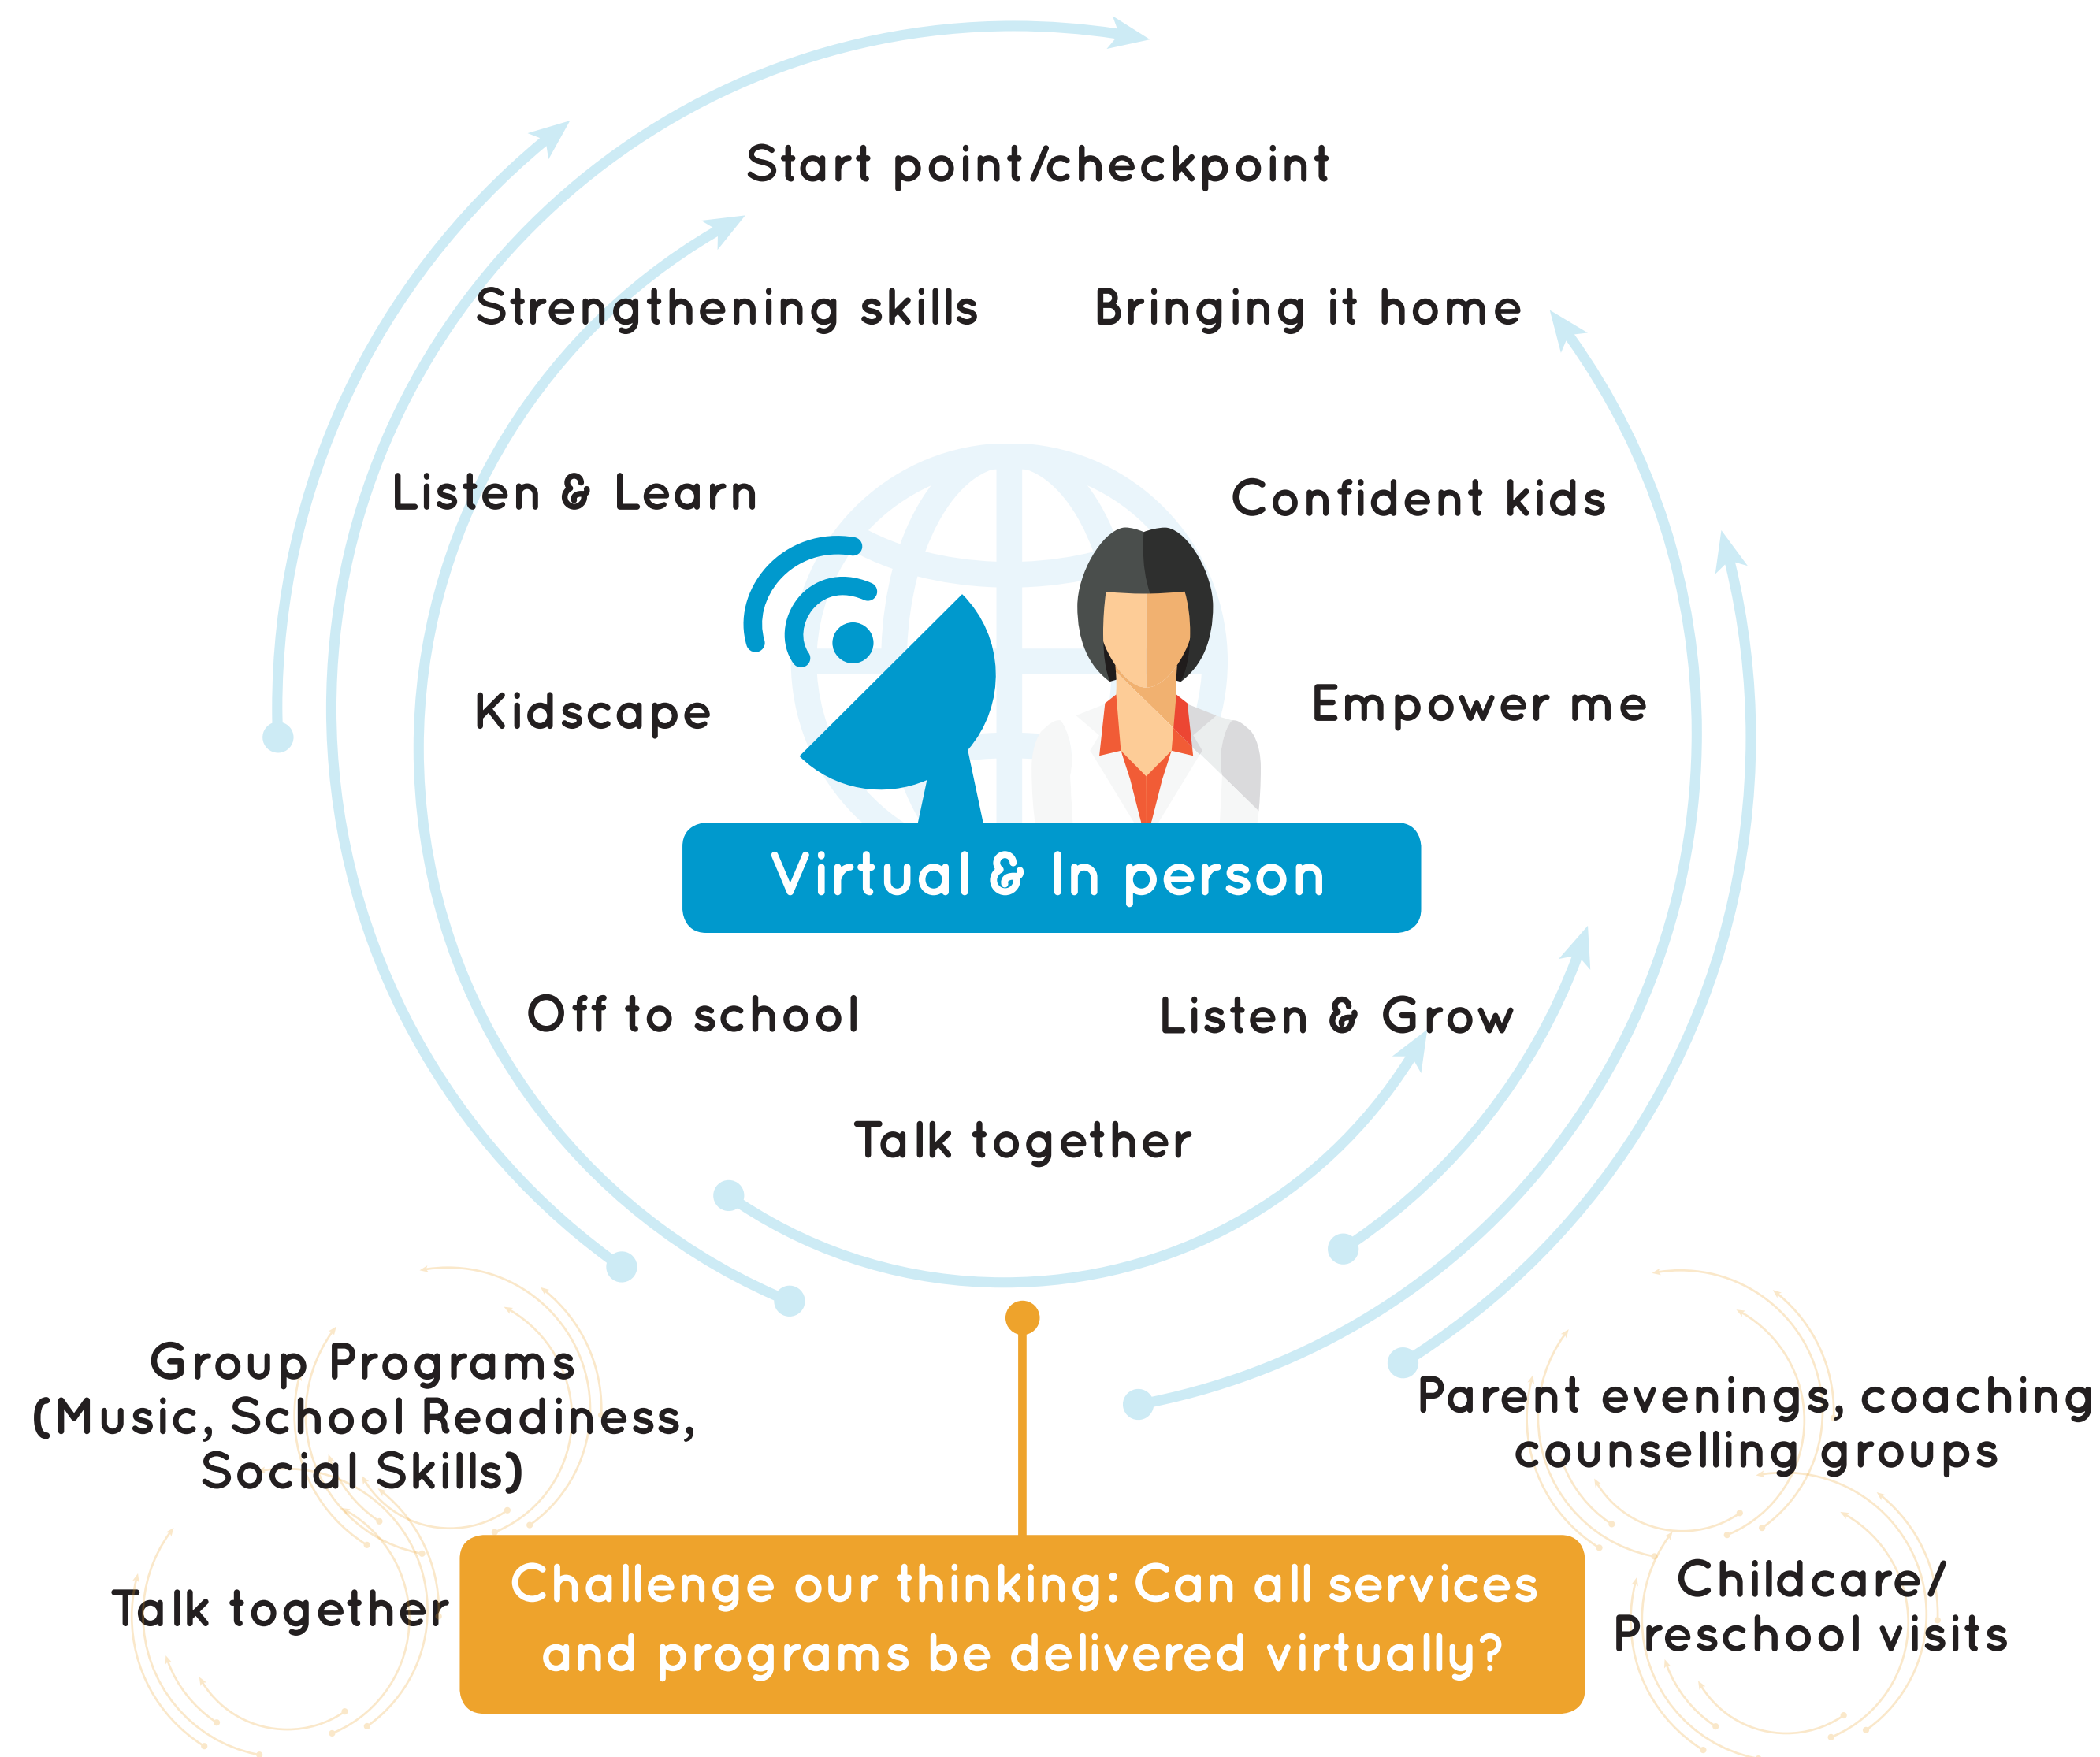 Start point/checkpoint
Strengthening skills
Bringing it home
Listen & Learn
Confident kids
Kidscape
Empower me
Virtual & In person
Off to school
Listen & Grow
Talk together
Group Programs
(Music, School Readiness,
Social Skills)
Parent evenings, coaching
counselling groups
Talk together
Challenge our thinking: Can all services
and programs be delivered virtually?
Childcare/
Preschool visits